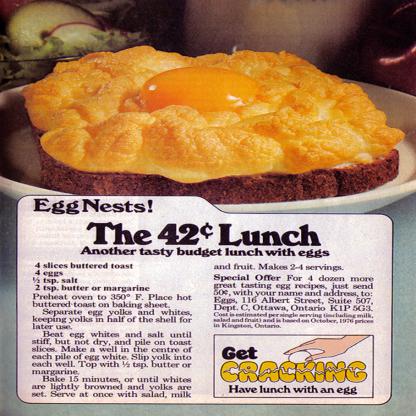 Egg Nests!
The 42¢ Lunch
Another tasty budget lunch with eggs
4 slices buttered toast
4 eggs
½ tsp. salt
2 tsp. butter or margarine
Preheat oven to 350° F. Place hot
buttered toast on baking sheet.
Separate egg yolks and whites,
keeping yolks in half of the shell for
later use.
Beat egg whites and salt until
stiff, but not dry, and pile on toast
slices. Make a well in the centre of
each pile of egg white. Slip yolk into
each well. Top with ½ tsp. butter or
margarine.
Bake 15 minutes, or until whites
are lightly browned and yolks are
set. Serve at once with salad, milk
and fruit. Makes 2-4 servings.
Special Offer For 4 dozen more
great tasting egg recipes, just send
50¢, with your name and address, to:
Eggs, 116 Albert Street, Suite 507,
Dept. C, Ottawa, Ontario K1P 5G3.
Cost is estimated per single serving (including milk,
salad and fruit) and is based on October, 1976 prices
in Kingston, Ontario.
Get
CRACKING
Have lunch with an egg